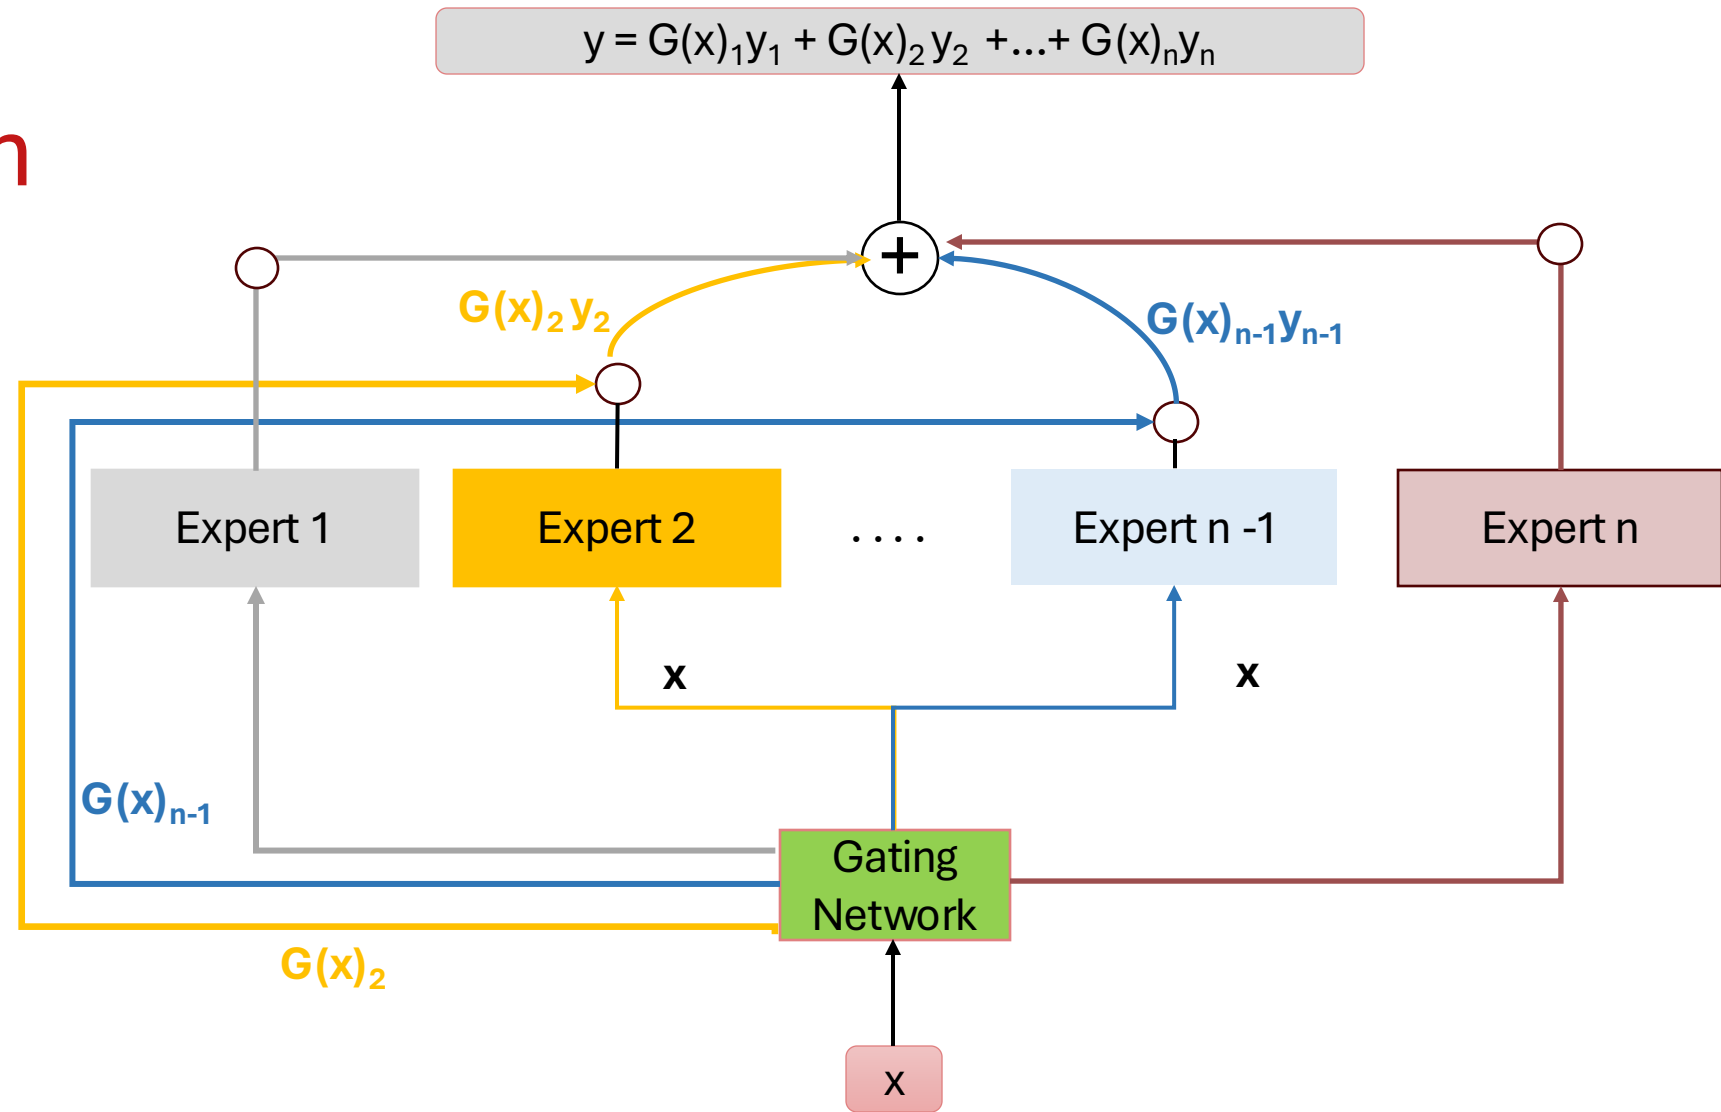 y = G(x)₁y₁ + G(x)₂ y₂ +...+ G(x)ₙyₙ
n
+
G(x)₂ y₂
G(x)ₙ₋₁yₙ₋₁
Expert 1
Expert 2
....
Expert n -1
Expert n
x
x
G(x)ₙ₋₁
Gating
Network
G(x)₂
x